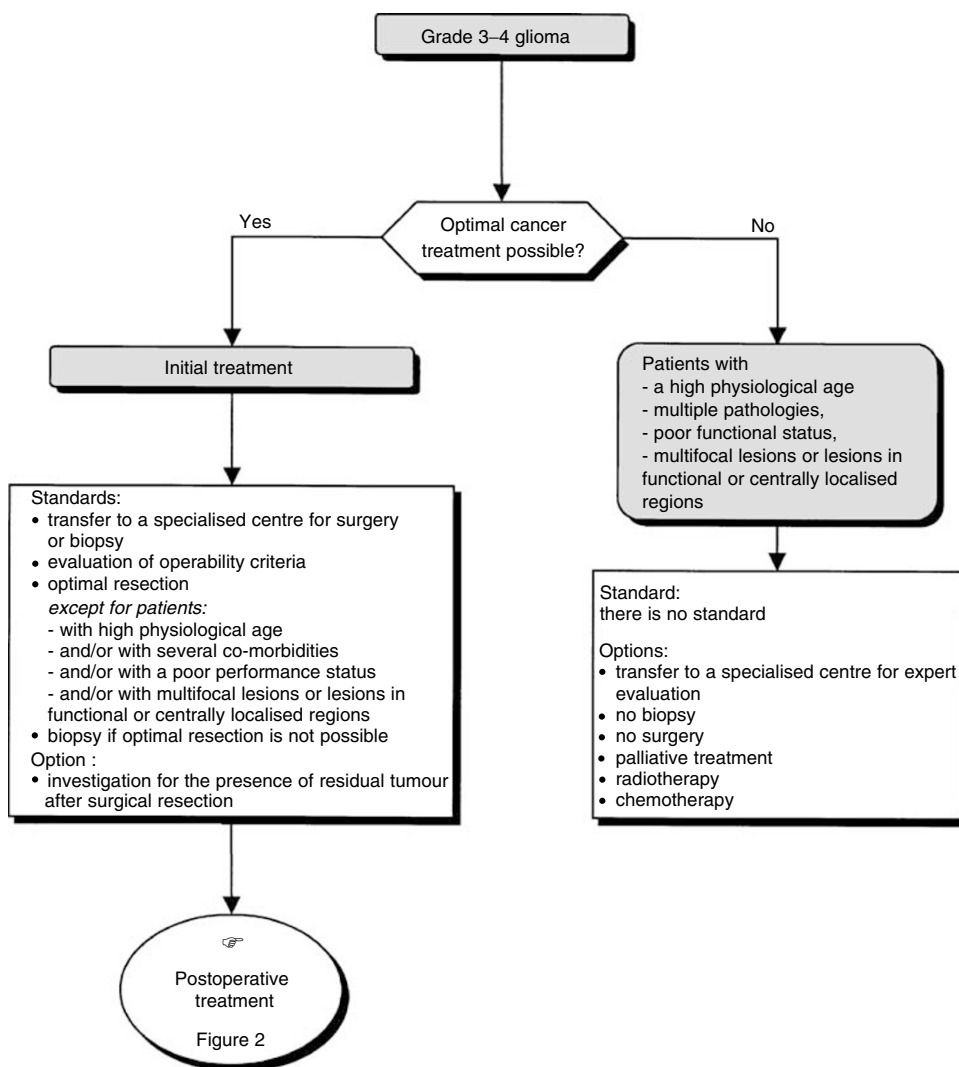 Grade 3–4 glioma
Optimal cancer
treatment possible?
Yes
No
Initial treatment
Standards:
• transfer to a specialised centre for surgery
or biopsy
• evaluation of operability criteria
• optimal resection
except for patients:
- with high physiological age
- and/or with several co-morbidities
- and/or with a poor performance status
- and/or with multifocal lesions or lesions in
functional or centrally localised regions
• biopsy if optimal resection is not possible
Option :
• investigation for the presence of residual tumour
after surgical resection
☞
Postoperative
treatment
Figure 2
Patients with
- a high physiological age
- multiple pathologies,
- poor functional status,
- multifocal lesions or lesions in
functional or centrally localised
regions
Standard:
there is no standard
Options:
• transfer to a specialised centre for expert
evaluation
• no biopsy
• no surgery
• palliative treatment
• radiotherapy
• chemotherapy